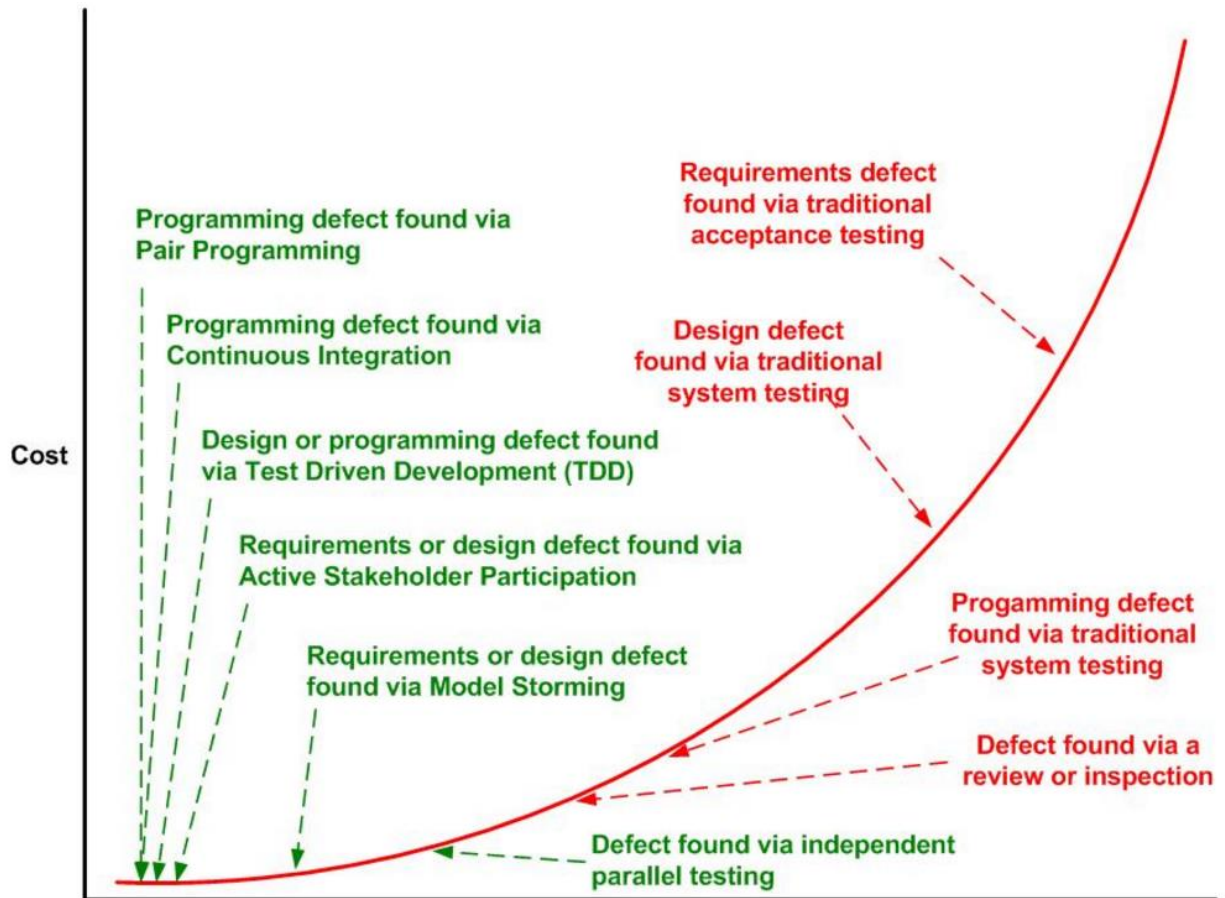 Programming defect found via
Pair Programming
Programming defect found via
Continuous Integration
Design or programming defect found
via Test Driven Development (TDD)
Requirements or design defect found via
Active Stakeholder Participation
Requirements or design defect
found via Model Storming
Defect found via independent
parallel testing
Requirements defect
found via traditional
acceptance testing
Design defect
found via traditional
system testing
Progamming defect
found via traditional
system testing
Defect found via a
review or inspection
Cost